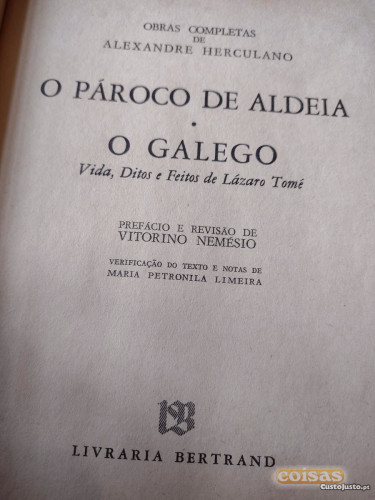 OBRAS COMPLETAS
DE
ALEXANDRE HERCULANO
O PÁROCO DE ALDEIA
•
O GALEGO
Vida, Ditos e Feitos de Lázaro Tomé
PREFÁCIO E REVISÃO DE
VITORINO NEMÉSIO
VERIFICAÇÃO DO TEXTO E NOTAS DE
MARIA PETRONILA LIMEIRA
LIVRARIA BERTRAND
coisas
CustoJusto.pt